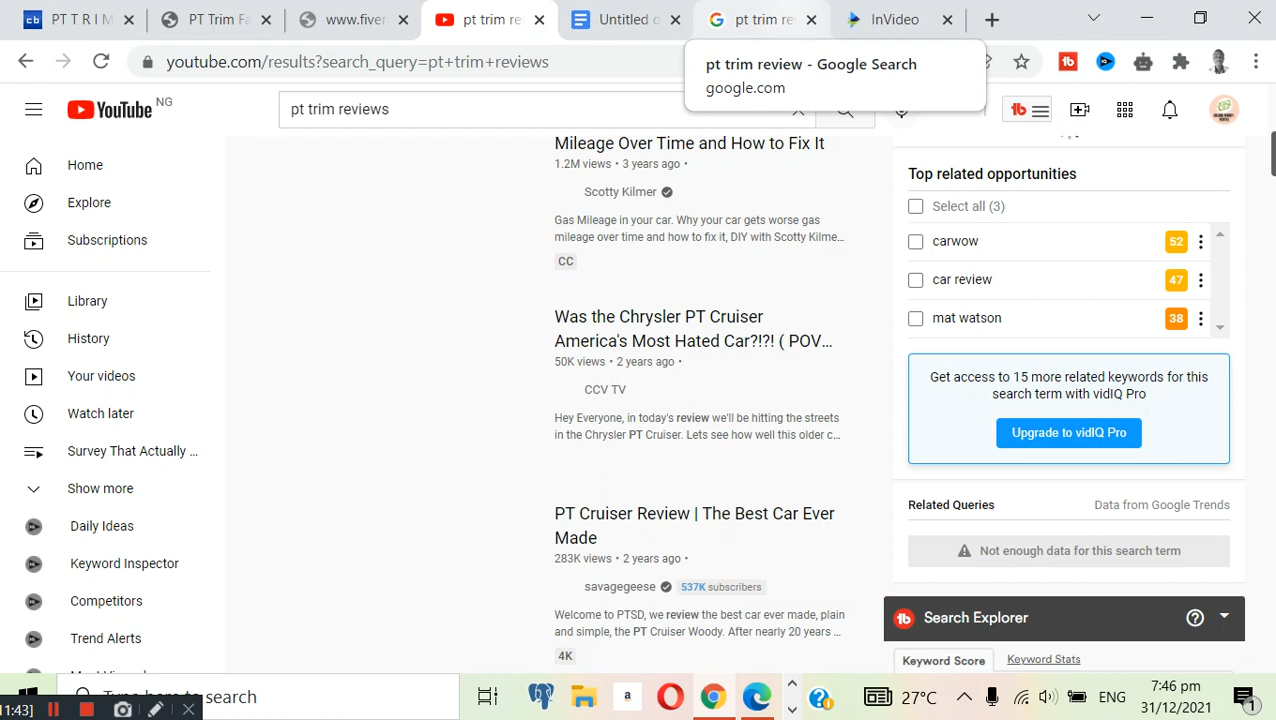 cb P T T R I M
PT Trim Fa
www.fiver
pt trim re
Untitled d
pt trim re
InVideo
youtube.com/results?search_query=pt+trim+reviews
pt trim review - Google Search
google.com
YouTube NG
pt trim reviews
Home
Explore
Subscriptions
Library
History
Your videos
Watch later
Survey That Actually ...
Show more
Daily Ideas
Keyword Inspector
Competitors
Trend Alerts
Mileage Over Time and How to Fix It
1.2M views • 3 years ago •
Scotty Kilmer
Gas Mileage in your car. Why your car gets worse gas
mileage over time and how to fix it, DIY with Scotty Kilme...
CC
Was the Chrysler PT Cruiser
America's Most Hated Car?!?! ( POV...
50K views • 2 years ago •
CCV TV
Hey Everyone, in today's review we'll be hitting the streets
in the Chrysler PT Cruiser. Lets see how well this older c...
PT Cruiser Review | The Best Car Ever
Made
283K views • 2 years ago •
savagegeese 537K subscribers
Welcome to PTSD, we review the best car ever made, plain
and simple, the PT Cruiser Woody. After nearly 20 years ...
4K
Top related opportunities
Select all (3)
carwow 52
car review 47
mat watson 38
Get access to 15 more related keywords for this
search term with vidIQ Pro
Upgrade to vidIQ Pro
Related Queries Data from Google Trends
Not enough data for this search term
tb Search Explorer
Keyword Score Keyword Stats
Type here to search
11:43
a
27°C
ENG
7:46 pm
31/12/2021
1